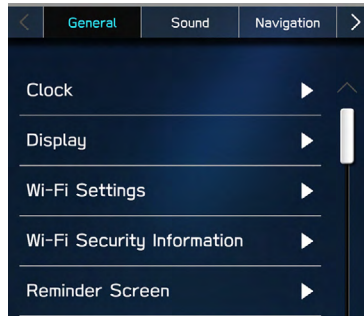 General Sound Navigation
Clock
Display
Wi-Fi Settings
Wi-Fi Security Information
Reminder Screen